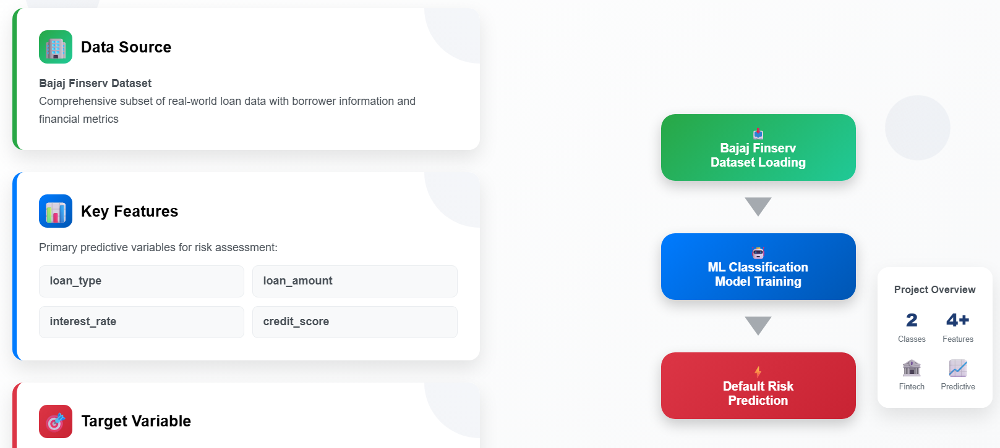 Data Source
Bajaj Finserv Dataset
Comprehensive subset of real-world loan data with borrower information and
financial metrics
Key Features
Primary predictive variables for risk assessment:
loan_type
loan_amount
interest_rate
credit_score
Target Variable
Bajaj Finserv
Dataset Loading
ML Classification
Model Training
Default Risk
Prediction
Project Overview
2
4+
Classes
Features
Fintech
Predictive